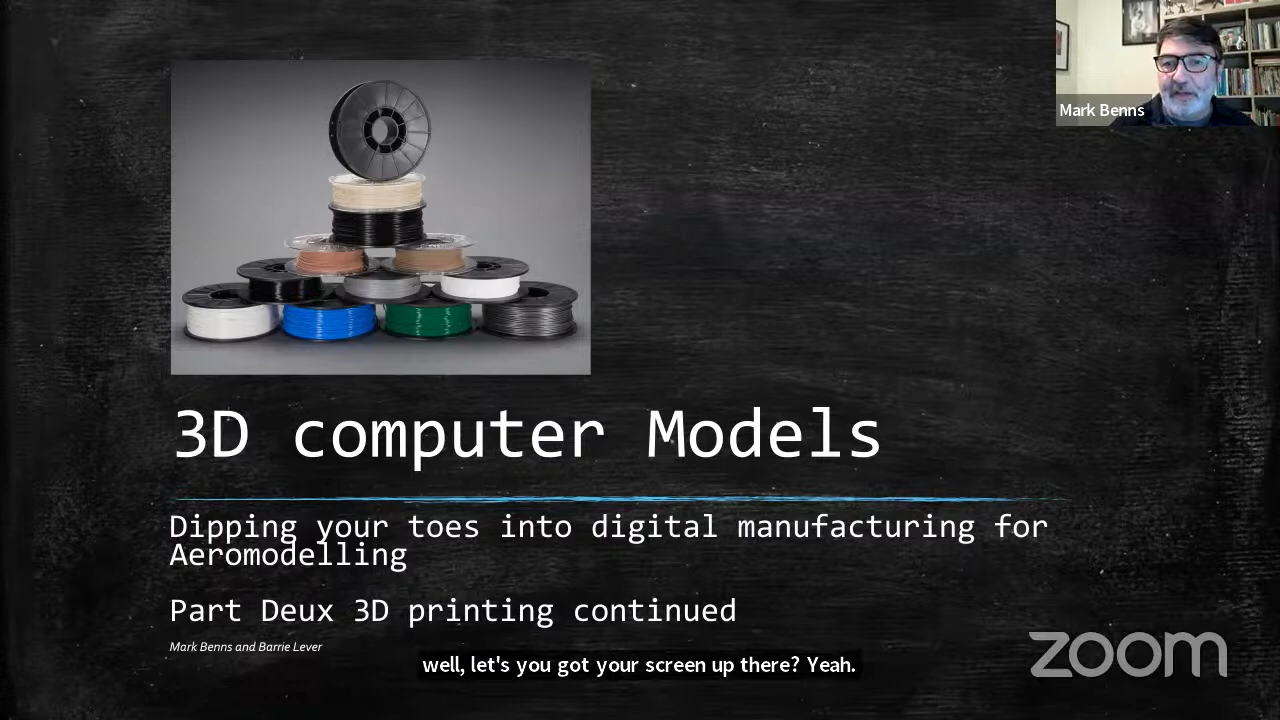 Mark Benns
3D computer Models
Dipping your toes into digital manufacturing for
Aeromodelling
Part Deux 3D printing continued
Mark Benns and Barrie Lever
well, let's you got your screen up there? Yeah.
zoom